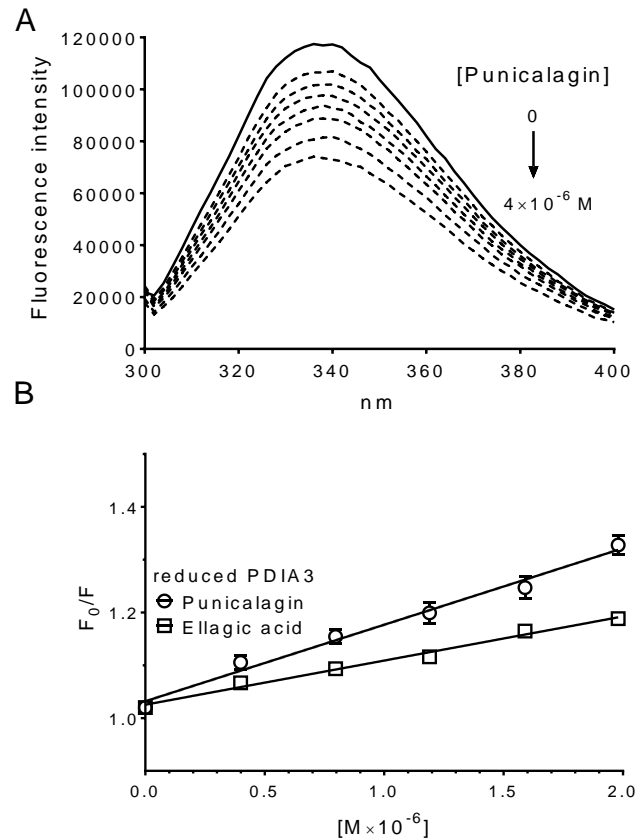 A
120000
100000
80000
60000
40000
20000
0
Fluorescence intensity
[Punicalagin]
0
4×10⁻⁶ M
300
320
340
360
380
400
nm
B
1.4
1.2
1.0
F₀/F
reduced PDIA3
Punicalagin
Ellagic acid
0.0
0.5
1.0
1.5
2.0
[M×10⁻⁶]